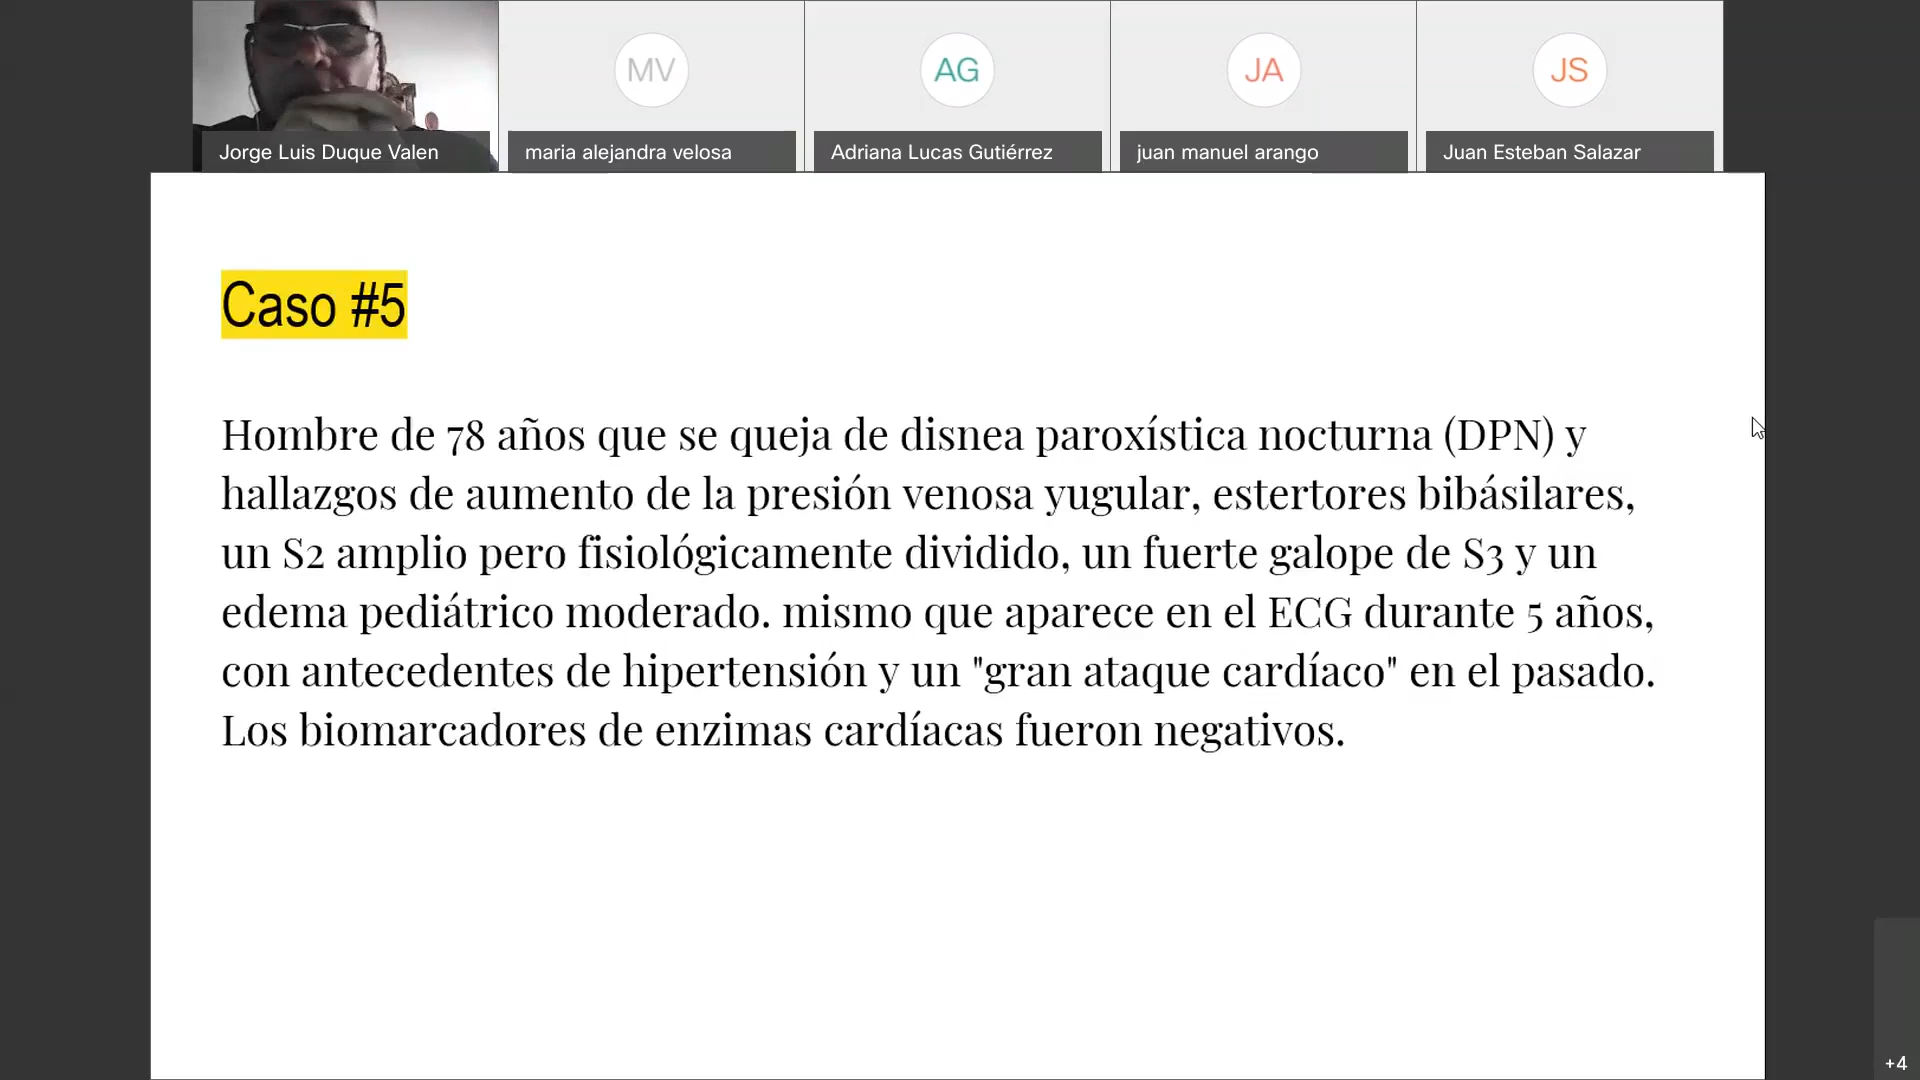 MV
AG
JA
JS
Jorge Luis Duque Valen
maria alejandra velosa
Adriana Lucas Gutiérrez
juan manuel arango
Juan Esteban Salazar
Caso #5
Hombre de 78 años que se queja de disnea paroxística nocturna (DPN) y
hallazgos de aumento de la presión venosa yugular, estertores bibásilares,
un S2 amplio pero fisiológicamente dividido, un fuerte galope de S3 y un
edema pediátrico moderado. mismo que aparece en el ECG durante 5 años,
con antecedentes de hipertensión y un "gran ataque cardíaco" en el pasado.
Los biomarcadores de enzimas cardíacas fueron negativos.
+4